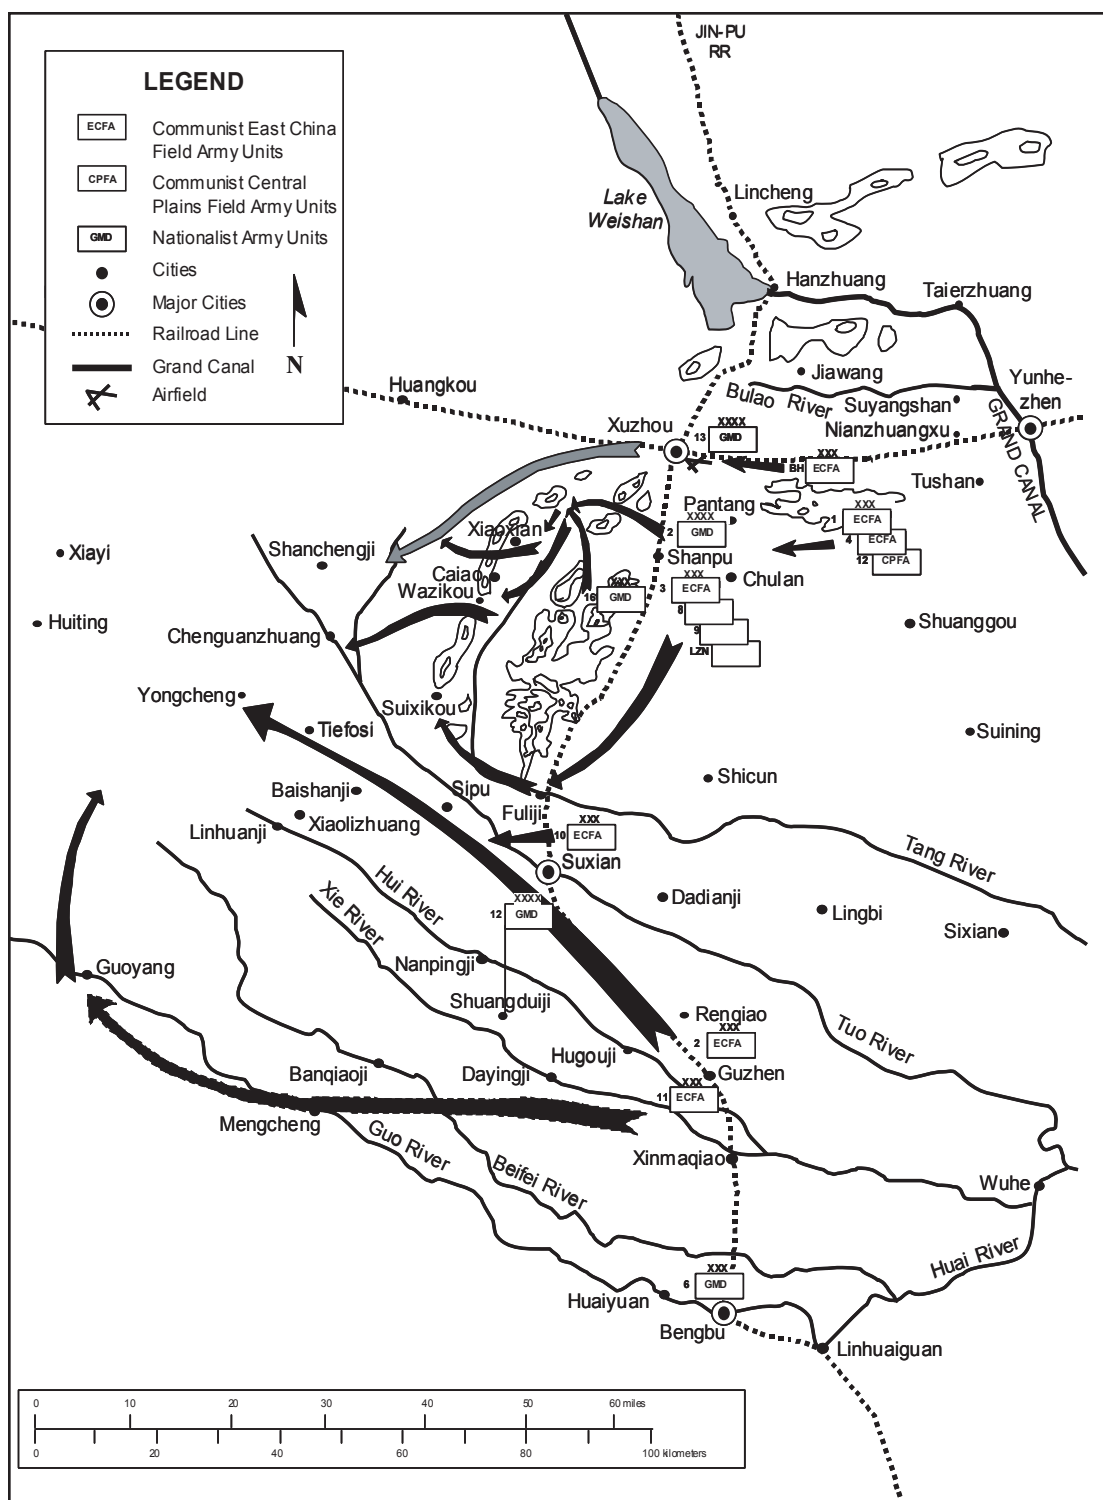 JIN-PU
RR
LEGEND
ECFA
Communist East China
Field Army Units
CPFA
Communist Central
Plains Field Army Units
GMD
Nationalist Army Units
Cities
Major Cities
Railroad Line
Grand Canal
Airfield
N
Lake
Weishan
Lincheng
Hanzhuang
Taierzhuang
Jiawang
Bulao River
Suyangshan
Nianzhuangxu
Yunhe-
zhen
GRAND CANAL
Huangkou
Xuzhou
XXXX
13
GMD
XXX
BH
ECFA
Tushan
Pantang
XXX
1
ECFA
4
ECFA
12
CPFA
XXXX
2
GMD
Xiaoxian
Shanchengji
Xiayi
Shanpu
Caiao
Wazikou
Chulan
XXX
16
GMD
XXX
3
ECFA
8
9
LZN
Huiting
Chenguanzhuang
Shuanggou
Yongcheng
Suixikou
Tiefosi
Suining
Shicun
Baishanji
Sipu
Fuliji
Xiaolizhuang
Linhuanji
XXX
10
ECFA
Suxian
Tang River
Hui River
Xie River
Dadianji
Lingbi
Sixian
XXXX
12
GMD
Nanpingji
Guoyang
Shuangduiji
Renqiao
XXX
2
ECFA
Tuo River
Hugouji
Guzhen
Banqiaoji
Dayingji
XXX
11
ECFA
Mengcheng
Guo River
Beifei River
Xinmaqiao
Wuhe
Huai River
XXX
6
GMD
Huaiyuan
Bengbu
Linhuaiguan
0 10 20 30 40 50 60 miles
0 20 40 60 80 100 kilometers